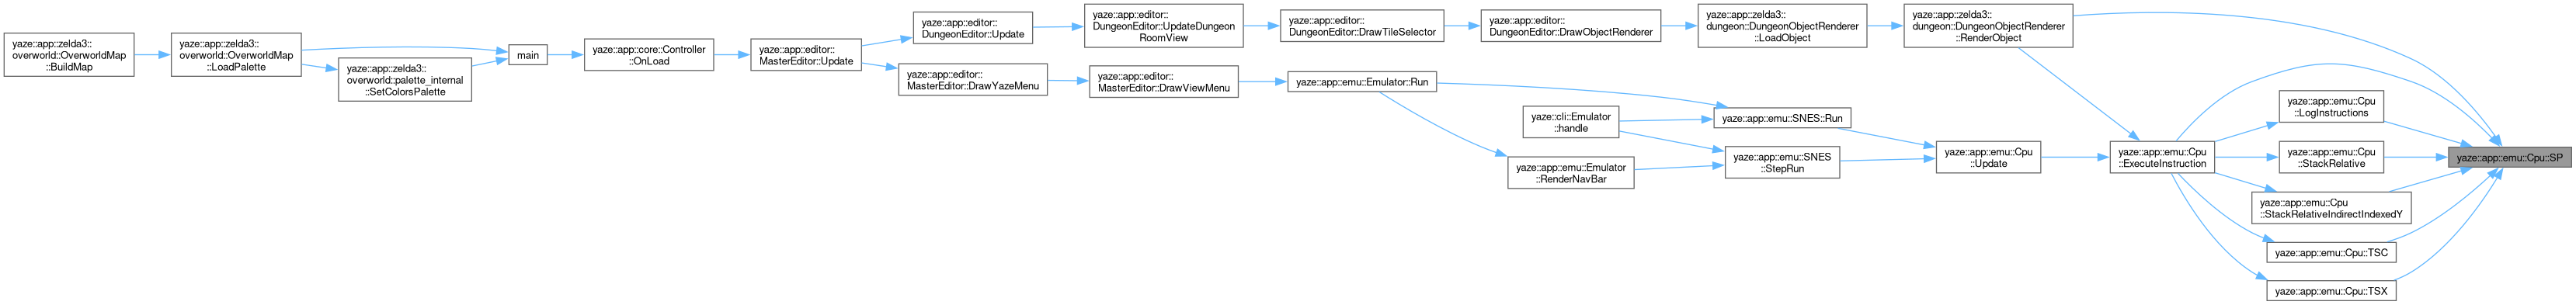 yaze::app::zelda3::
overworld::OverworldMap
::BuildMap
yaze::app::zelda3::
overworld::OverworldMap
::LoadPalette
yaze::app::zelda3::
overworld::palette_internal
::SetColorsPalette
main
yaze::app::core::Controller
::OnLoad
yaze::app::editor::
MasterEditor::Update
yaze::app::editor::
DungeonEditor::Update
yaze::app::editor::
MasterEditor::DrawYazeMenu
yaze::app::editor::
DungeonEditor::UpdateDungeon
RoomView
yaze::app::editor::
MasterEditor::DrawViewMenu
yaze::app::editor::
DungeonEditor::DrawTileSelector
yaze::app::emu::Emulator::Run
yaze::app::editor::
DungeonEditor::DrawObjectRenderer
yaze::cli::Emulator
::handle
yaze::app::emu::Emulator
::RenderNavBar
yaze::app::zelda3::
dungeon::DungeonObjectRenderer
::LoadObject
yaze::app::emu::SNES::Run
yaze::app::emu::SNES
::StepRun
yaze::app::zelda3::
dungeon::DungeonObjectRenderer
::RenderObject
yaze::app::emu::Cpu
::Update
yaze::app::emu::Cpu
::ExecuteInstruction
yaze::app::emu::Cpu
::LogInstructions
yaze::app::emu::Cpu
::StackRelative
yaze::app::emu::Cpu
::StackRelativeIndirectIndexedY
yaze::app::emu::Cpu::TSC
yaze::app::emu::Cpu::TSX
yaze::app::emu::Cpu::SP